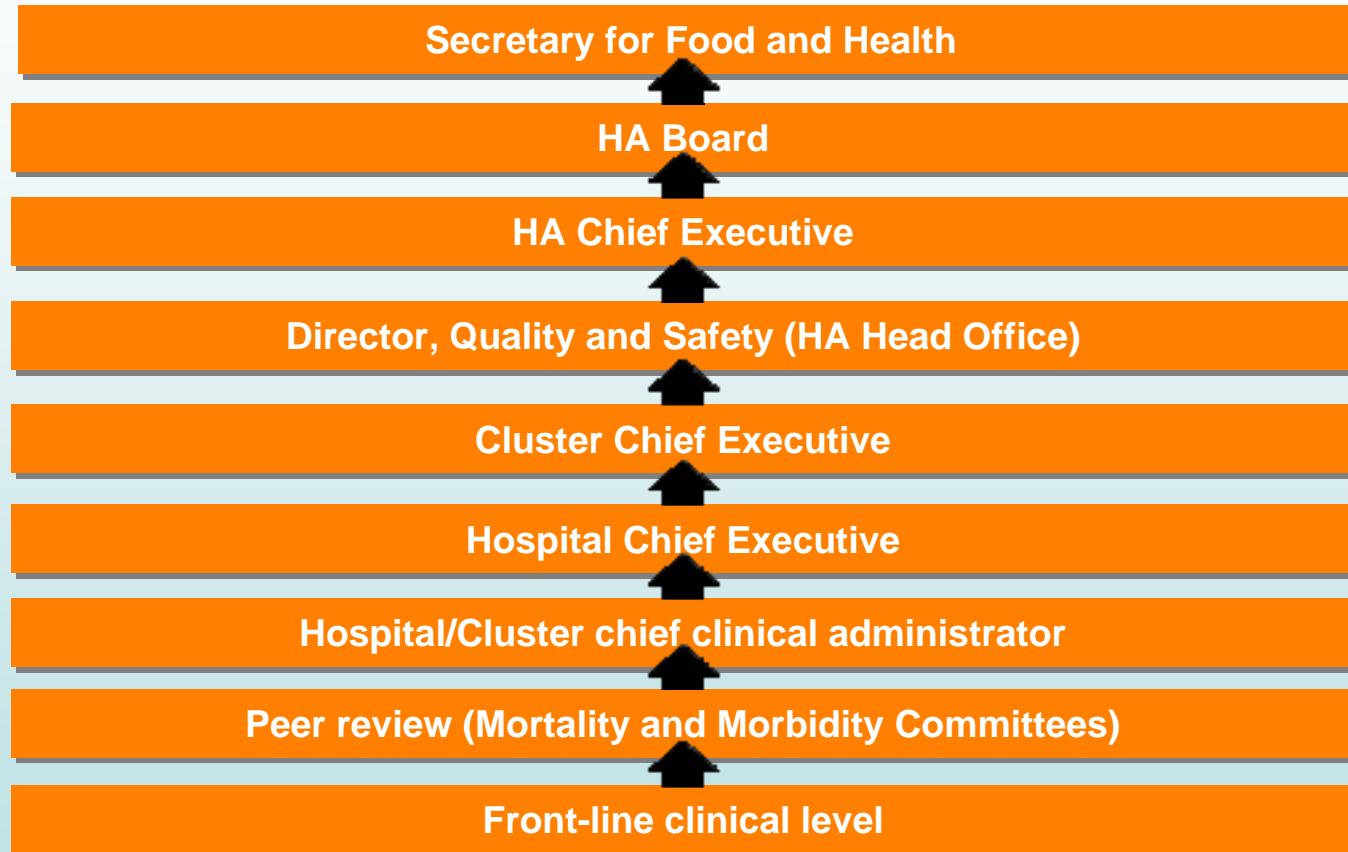 Secretary for Food and Health
HA Board
HA Chief Executive
Director, Quality and Safety (HA Head Office)
Cluster Chief Executive
Hospital Chief Executive
Hospital/Cluster chief clinical administrator
Peer review (Mortality and Morbidity Committees)
Front-line clinical level